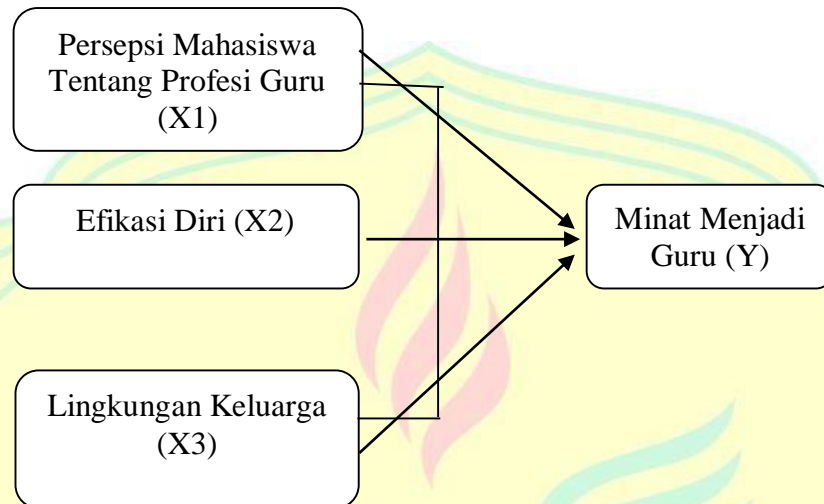 Persepsi Mahasiswa
Tentang Profesi Guru
(X1)
Efikasi Diri (X2)
Minat Menjadi
Guru (Y)
Lingkungan Keluarga
(X3)